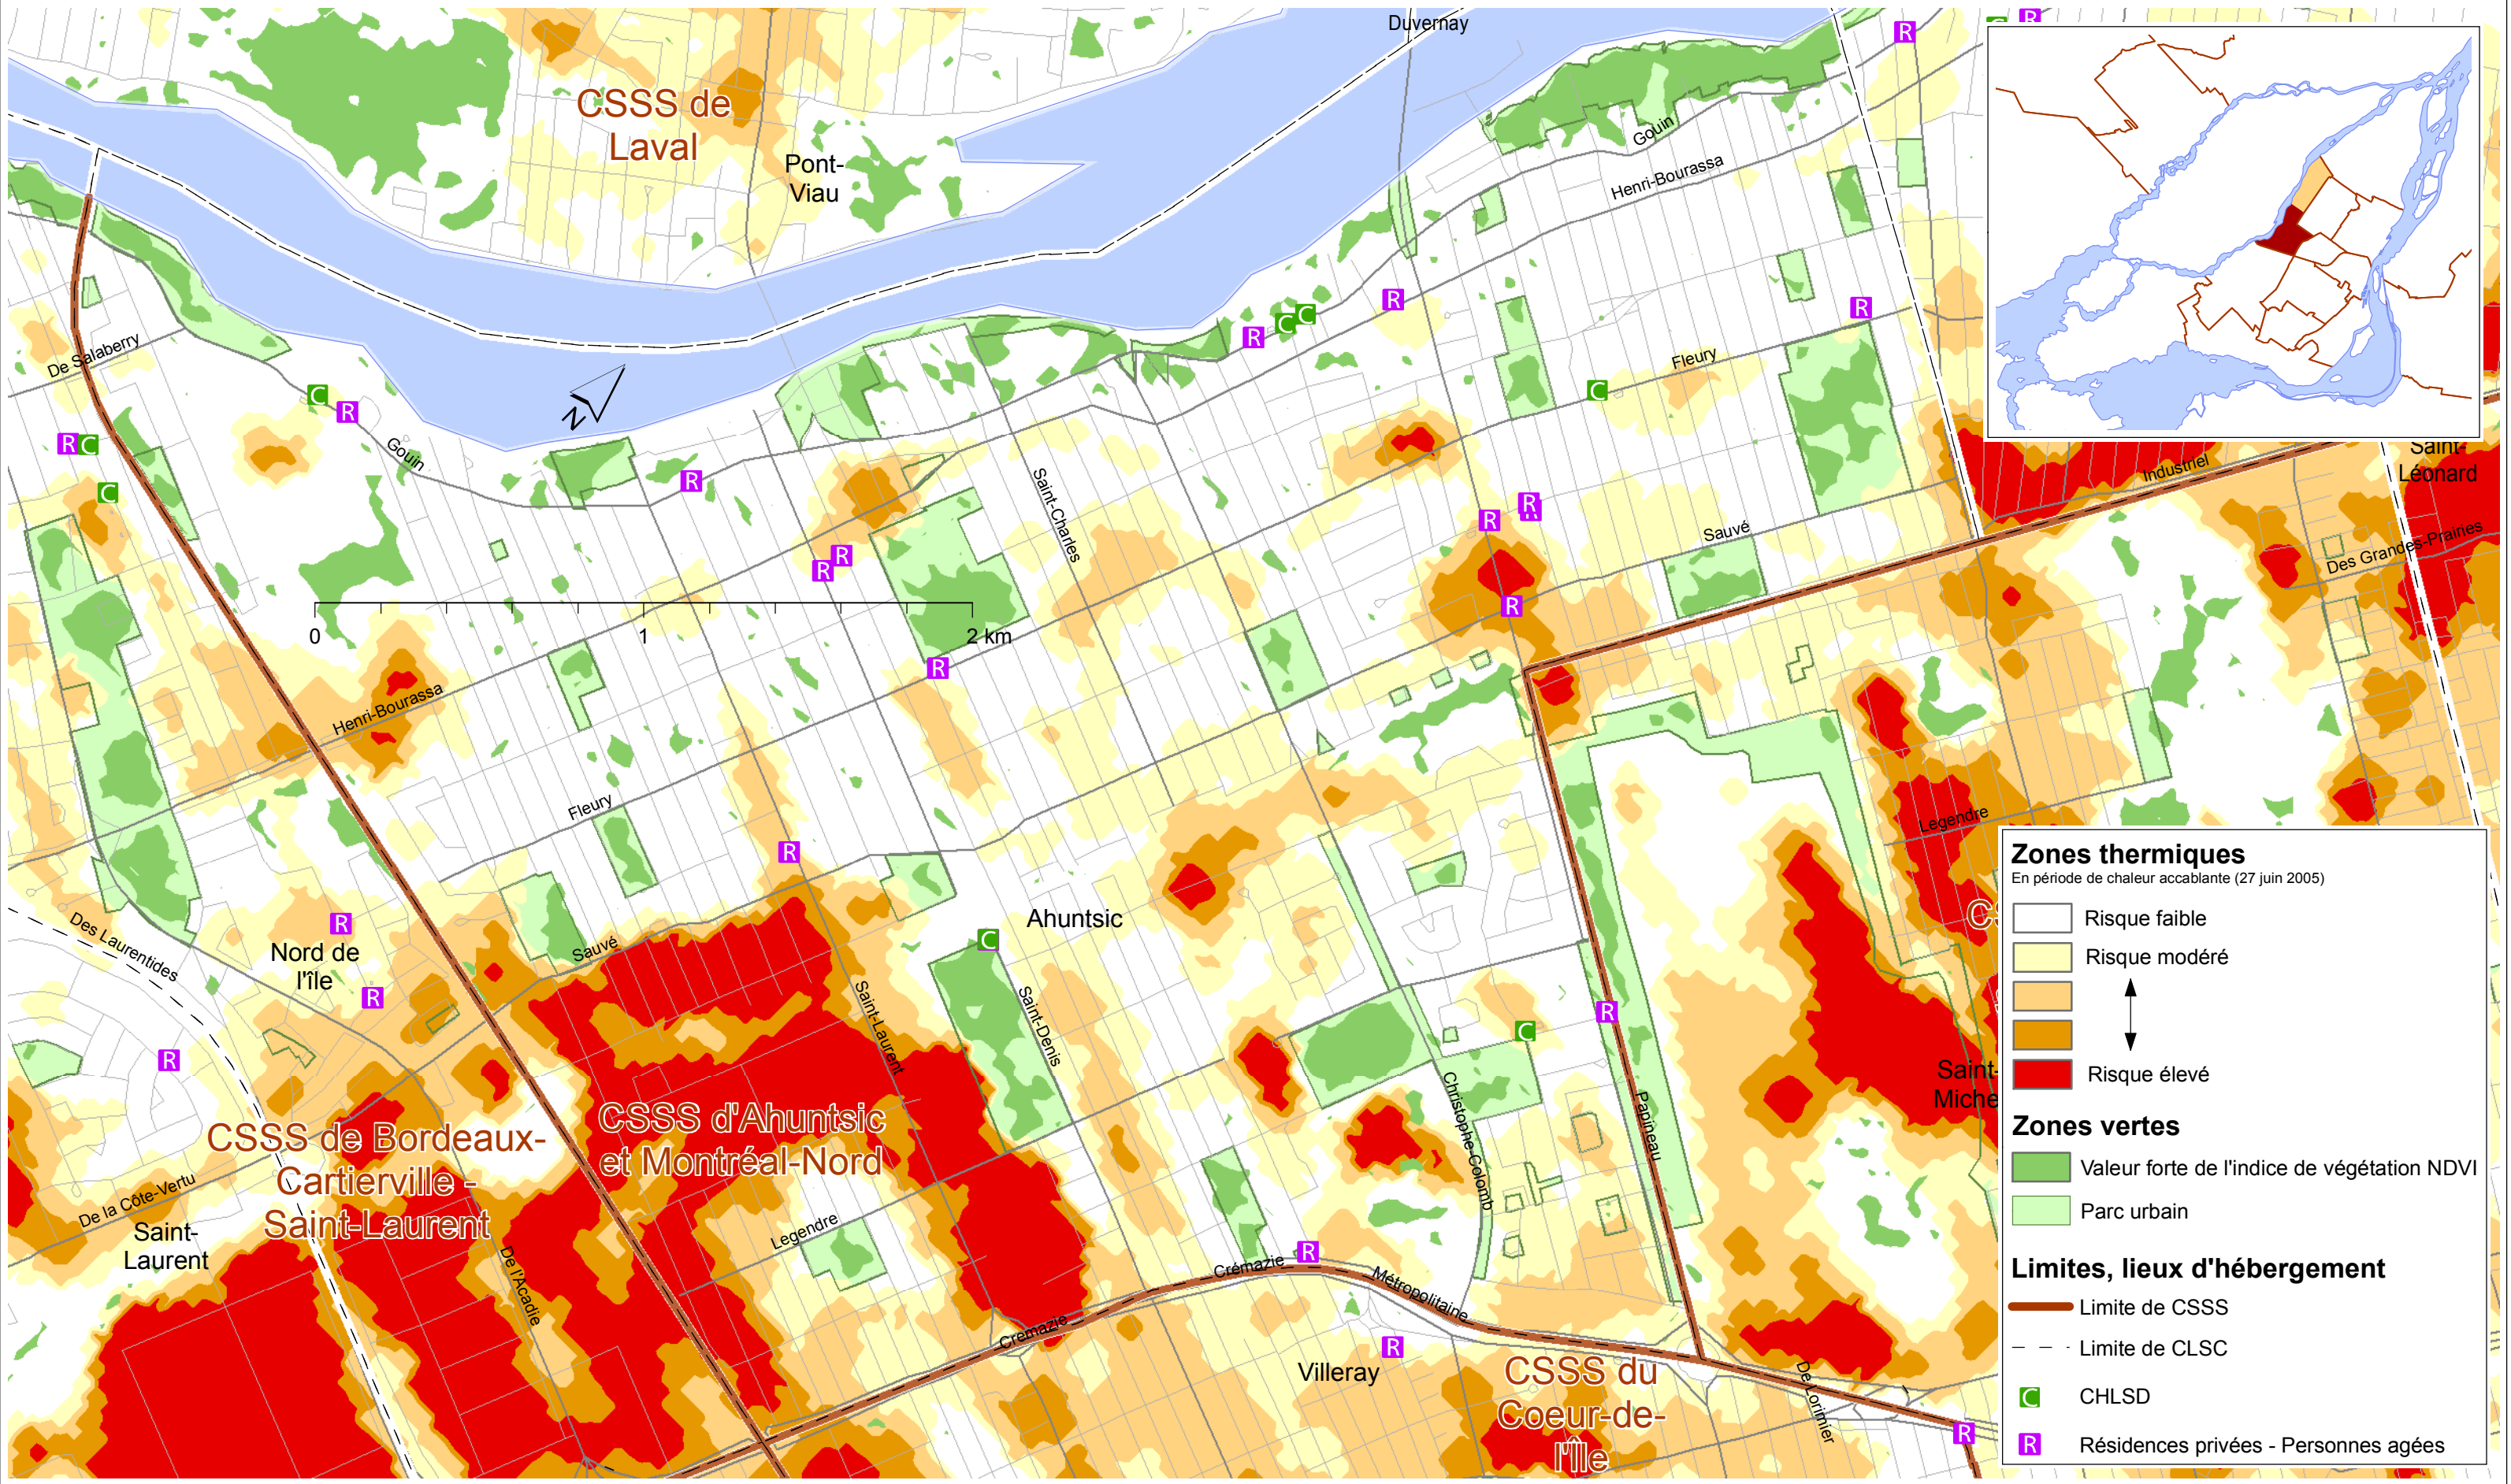 Duvernay
CSSS de
Laval
Pont-
Viau
Gouin
Henri-Bourassa
De Salaberry
Fleury
N
Gouin
Saint-Charles
Saint-
Léonard
Industriel
Des Grandes-Prairies
Sauvé
0 1 2 km
Henri-Bourassa
Fleury
Legendre
Des Laurentides
Nord de
l'île
Ahuntsic
Sauvé
Saint-Laurent
Saint-Denis
Christophe-Colomb
Papineau
Saint-
Miche
CSSS d'Ahuntsic
et Montréal-Nord
CSSS de Bordeaux-
Cartierville -
Saint-Laurent
De la Côte-Vertu
Saint-
Laurent
De l'Acadie
Legendre
Crémazie
Crémazie
Métropolitaine
Villeray
CSSS du
Coeur-de-
l'Île
De Lorimier
Zones thermiques
En période de chaleur accablante (27 juin 2005)
Risque faible
Risque modéré
Risque élevé
Zones vertes
Valeur forte de l'indice de végétation NDVI
Parc urbain
Limites, lieux d'hébergement
Limite de CSSS
Limite de CLSC
C CHLSD
R Résidences privées - Personnes agées